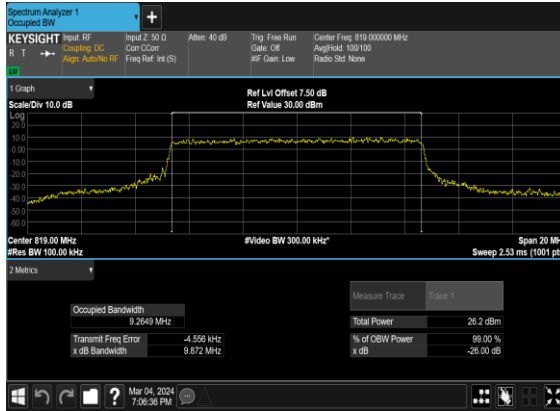 Spectrum Analyzer 1
Occupied BW
KEYSIGHT Input: RF Input Z: 50 Ω Atten: 40 dB Trig: Free Run Center Freq: 819.000000 MHz
R T Coupling: DC Corr CCorr Gate: Off Avg|Hold: 100/100
Align: Auto/No RF Freq Ref: Int (S) #IF Gain: Low Radio Std: None
LU
1 Graph Ref Lvl Offset 7.50 dB
Scale/Div 10.0 dB Ref Value 30.00 dBm
Log
20.0
10.0
0.00
-10.0
-20.0
-30.0
-40.0
-50.0
-60.0
Center 819.00 MHz #Video BW 300.00 kHz* Span 20 MH
#Res BW 100.00 kHz Sweep 2.53 ms (1001 pt
2 Metrics
Measure Trace Trace 1
Occupied Bandwidth
9.2649 MHz Total Power 26.2 dBm
Transmit Freq Error -4.556 kHz % of OBW Power 99.00 %
x dB Bandwidth 9.872 MHz x dB -26.00 dB
? Mar 04, 2024
7:06:36 PM